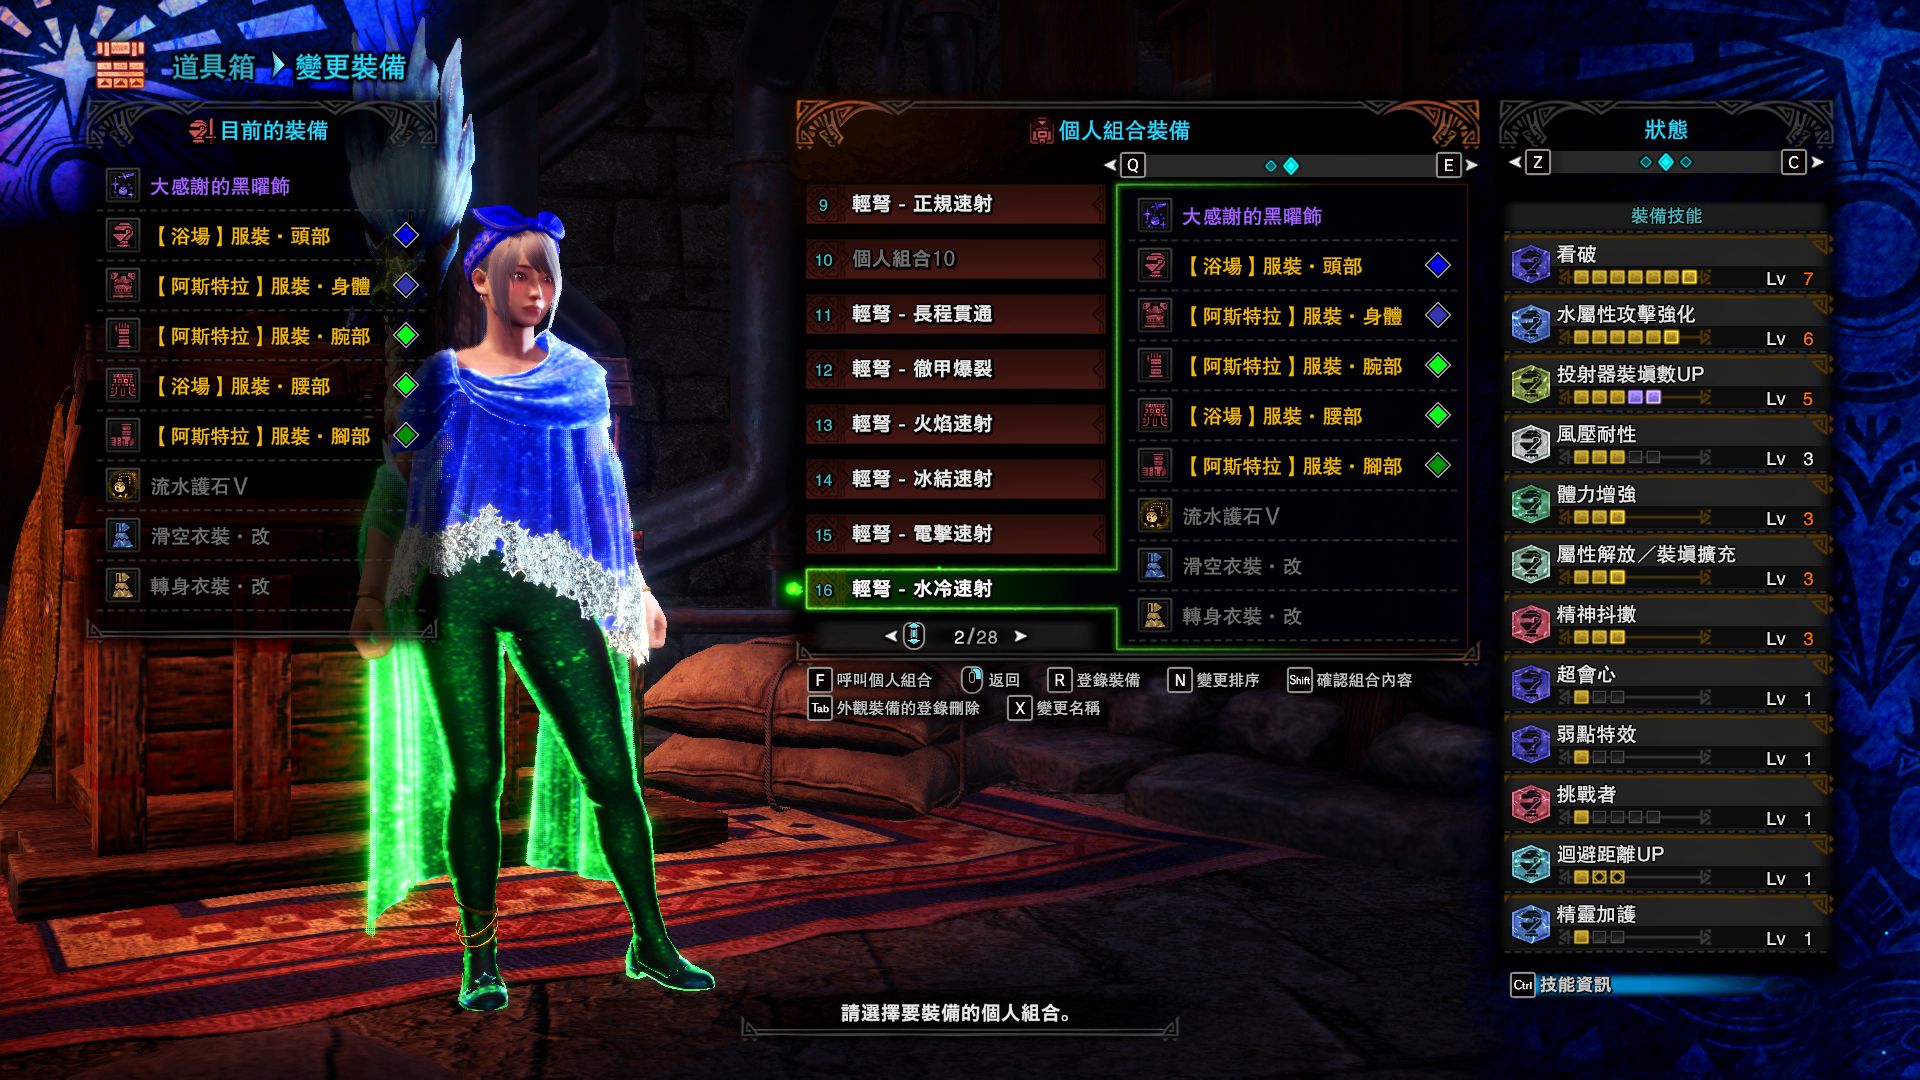 道具箱 變更裝備
目前的裝備
大感謝的黑曜飾
【浴場】服裝・頭部
【阿斯特拉】服裝・身體
【阿斯特拉】服裝・腕部
【浴場】服裝・腰部
【阿斯特拉】服裝・腳部
流水護石Ⅴ
滑空衣裝・改
轉身衣裝・改
個人組合裝備
Q E
9 輕弩 - 正規速射
10 個人組合10
11 輕弩 - 長程貫通
12 輕弩 - 徹甲爆裂
13 輕弩 - 火焰速射
14 輕弩 - 冰結速射
15 輕弩 - 電擊速射
16 輕弩 - 水冷速射
2/28
大感謝的黑曜飾
【浴場】服裝・頭部
【阿斯特拉】服裝・身體
【阿斯特拉】服裝・腕部
【浴場】服裝・腰部
【阿斯特拉】服裝・腳部
流水護石Ⅴ
滑空衣裝・改
轉身衣裝・改
F 呼叫個人組合 返回 R 登錄裝備 N 變更排序 Shift 確認組合內容
Tab 外觀裝備的登錄刪除 X 變更名稱
狀態
Z C
裝備技能
看破
Lv 7
水屬性攻擊強化
Lv 6
投射器裝塡數UP
Lv 5
風壓耐性
Lv 3
體力增強
Lv 3
屬性解放／裝塡擴充
Lv 3
精神抖擻
Lv 3
超會心
Lv 1
弱點特效
Lv 1
挑戰者
Lv 1
迴避距離UP
Lv 1
精靈加護
Lv 1
Ctrl 技能資訊
請選擇要裝備的個人組合。